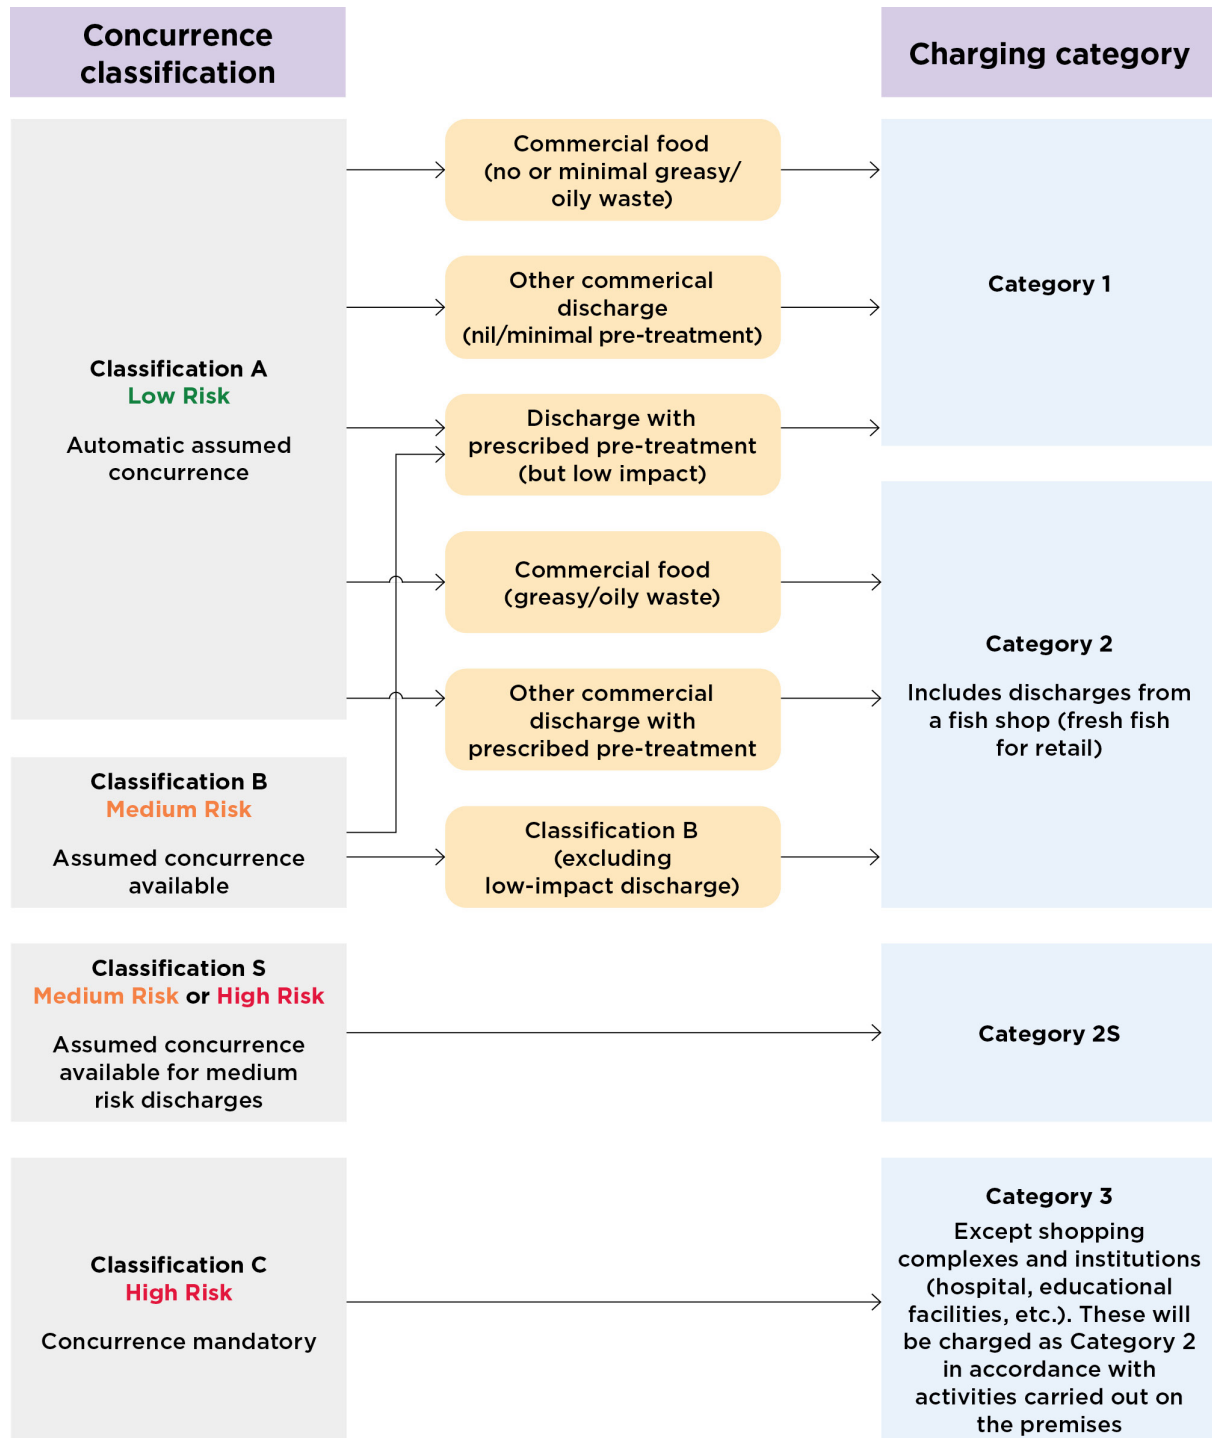 Concurrence
classification
Charging category
Classification A
Low Risk
Automatic assumed
concurrence
Commercial food
(no or minimal greasy/
oily waste)
Other commerical
discharge
(nil/minimal pre-treatment)
Discharge with
prescribed pre-treatment
(but low impact)
Category 1
Commercial food
(greasy/oily waste)
Other commercial
discharge with
prescribed pre-treatment
Category 2
Includes discharges from
a fish shop (fresh fish
for retail)
Classification B
Medium Risk
Assumed concurrence
available
Classification B
(excluding
low-impact discharge)
Classification S
Medium Risk or High Risk
Assumed concurrence
available for medium
risk discharges
Category 2S
Classification C
High Risk
Concurrence mandatory
Category 3
Except shopping
complexes and institutions
(hospital, educational
facilities, etc.). These will
be charged as Category 2
in accordance with
activities carried out on
the premises